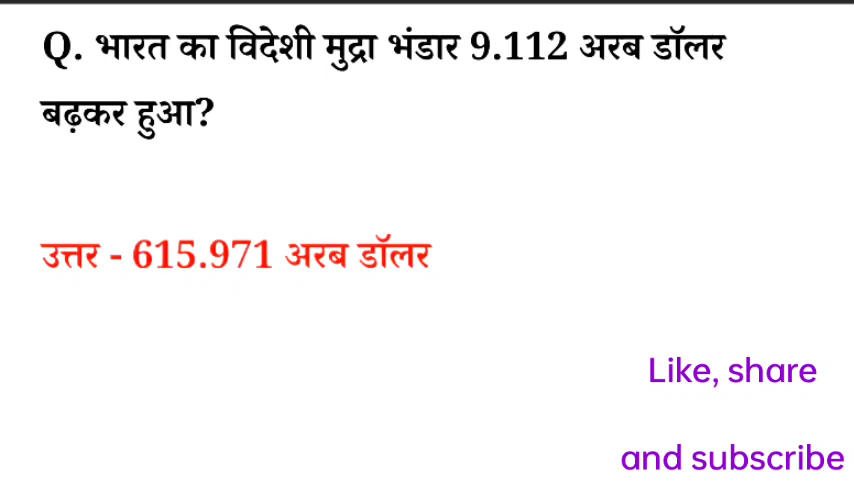 Q. भारत का विदेशी मुद्रा भंडार 9.112 अरब डॉलर
बढ़कर हुआ?
उत्तर - 615.971 अरब डॉलर
Like, share
and subscribe